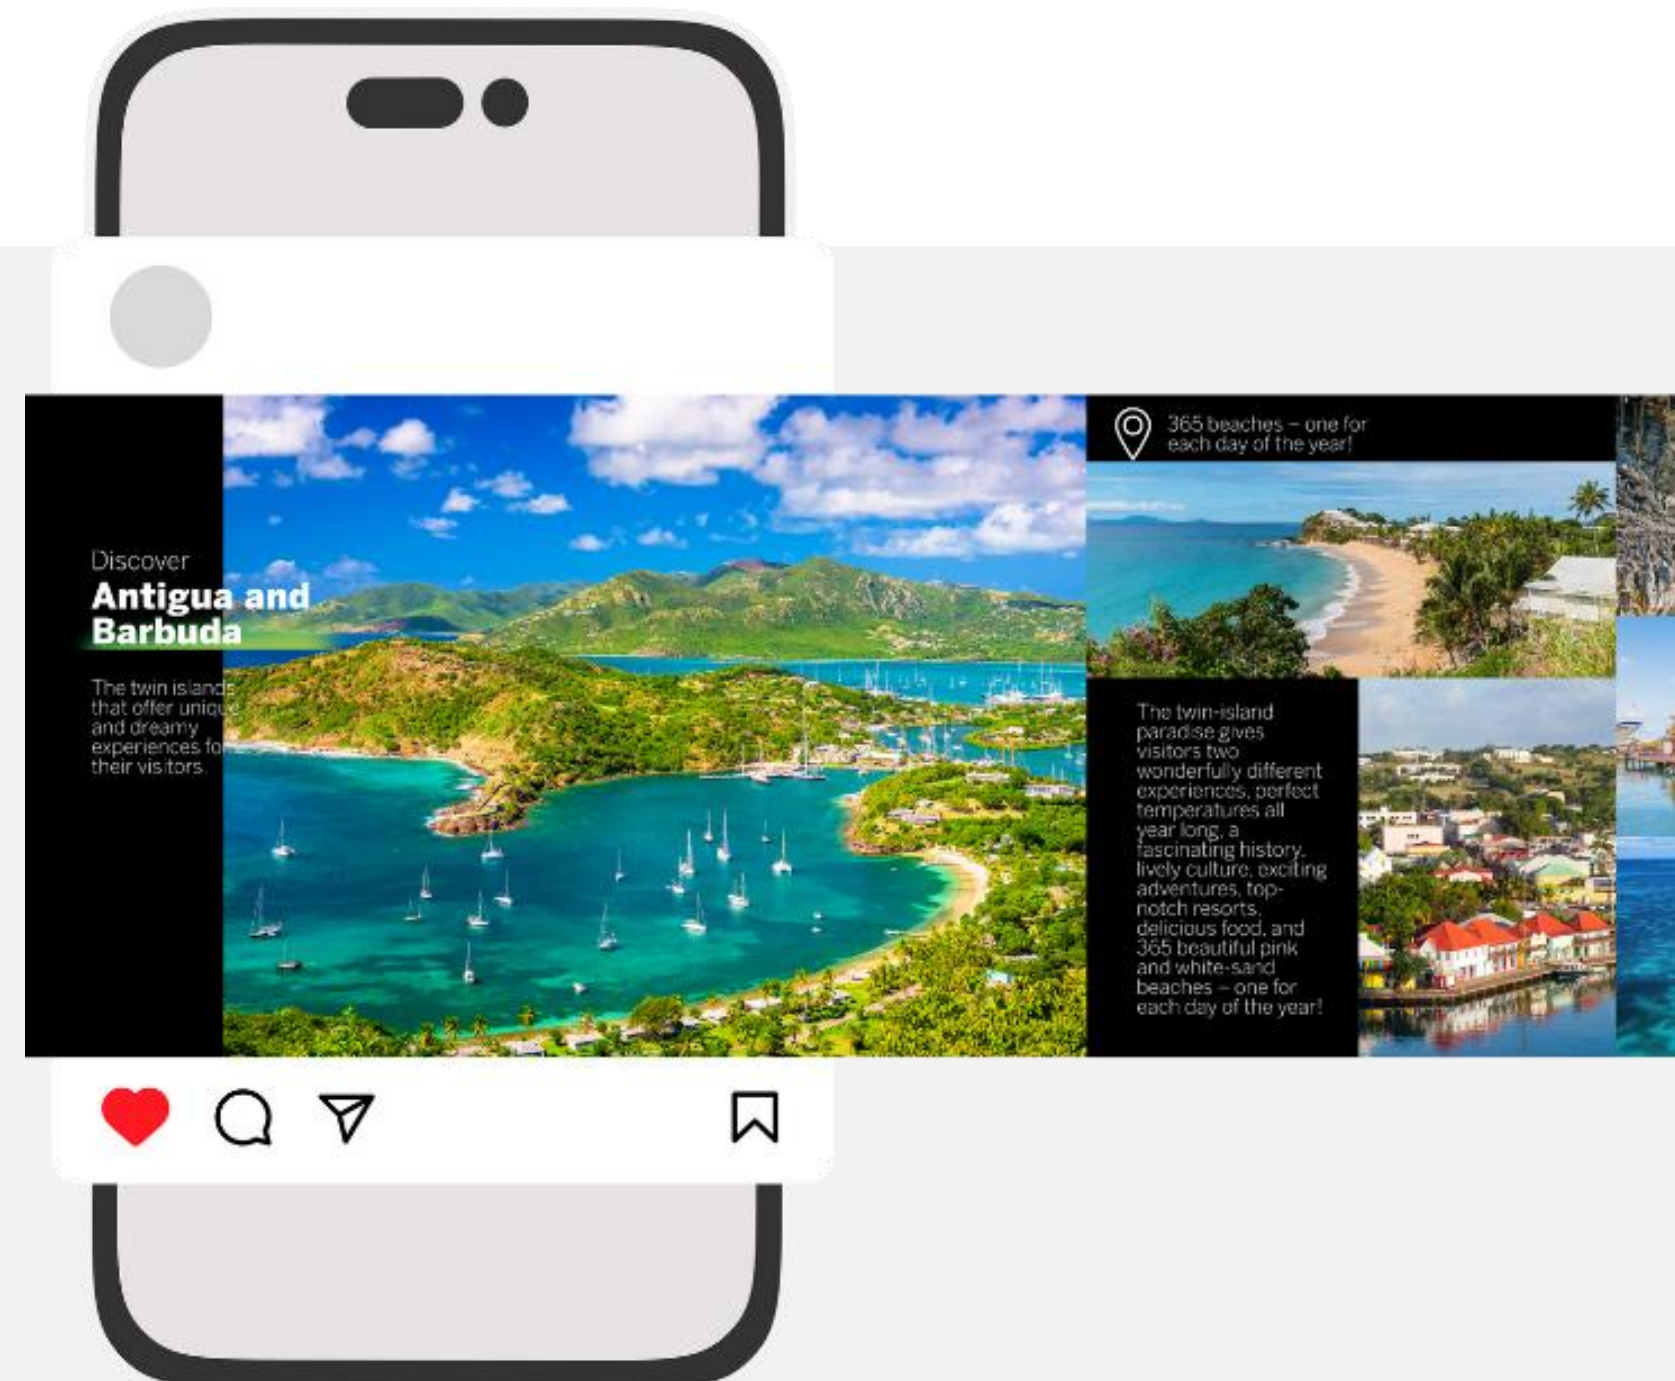 Discover
Antigua and
Barbuda
The twin islands
that offer unique
and dreamy
experiences for
their visitors.
365 beaches – one for
each day of the year!
The twin-island
paradise gives
visitors two
wonderfully different
experiences, perfect
temperatures all
year long, a
fascinating history,
lively culture, exciting
adventures, top-
notch resorts,
delicious food, and
365 beautiful pink
and white-sand
beaches – one for
each day of the year!